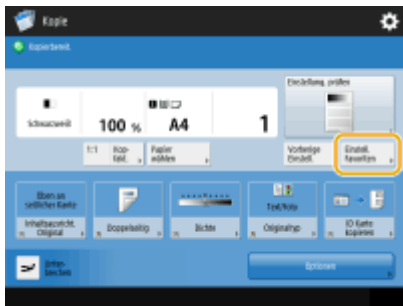 Kopie
Kopierbereit.
Einstellung prüfen
Schwarzweiß
100 %
A4
1
1:1
Kop-
fakt.
Papier
wählen
Vorherige
Einstell.
Einstell.
Favoriten
Eben an
seitlicher Kante
Text/Foto
Inhaltsausricht.
Original
Doppelseitig
Dichte
Originaltyp
ID Karte
kopieren
Unter-
brechen
Optionen